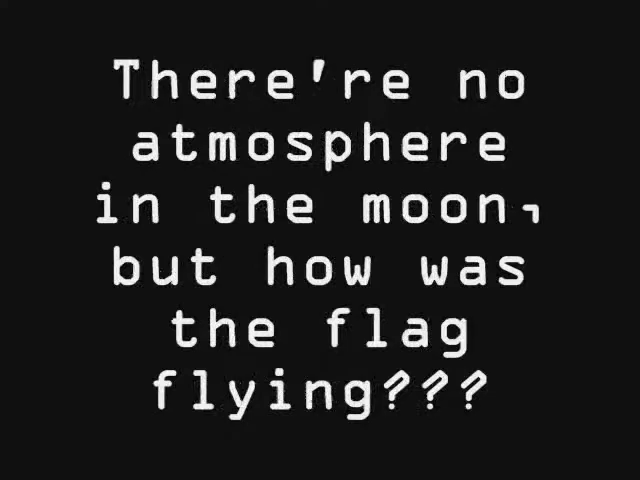 There're no
atmosphere
in the moon,
but how was
the flag
flying???